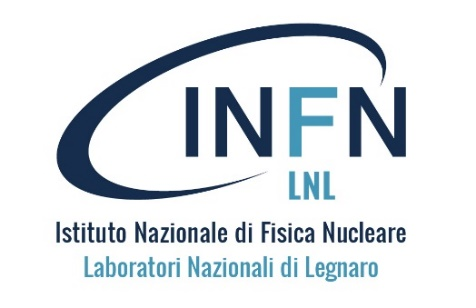 INFN
LNL
Istituto Nazionale di Fisica Nucleare
Laboratori Nazionali di Legnaro